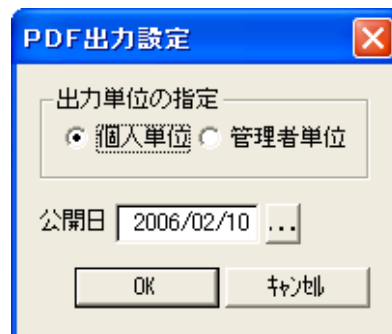 PDF出力設定
出力単位の指定
個人単位 管理者単位
公開日 2006/02/10 ...
OK ｷｬﾝｾﾙ